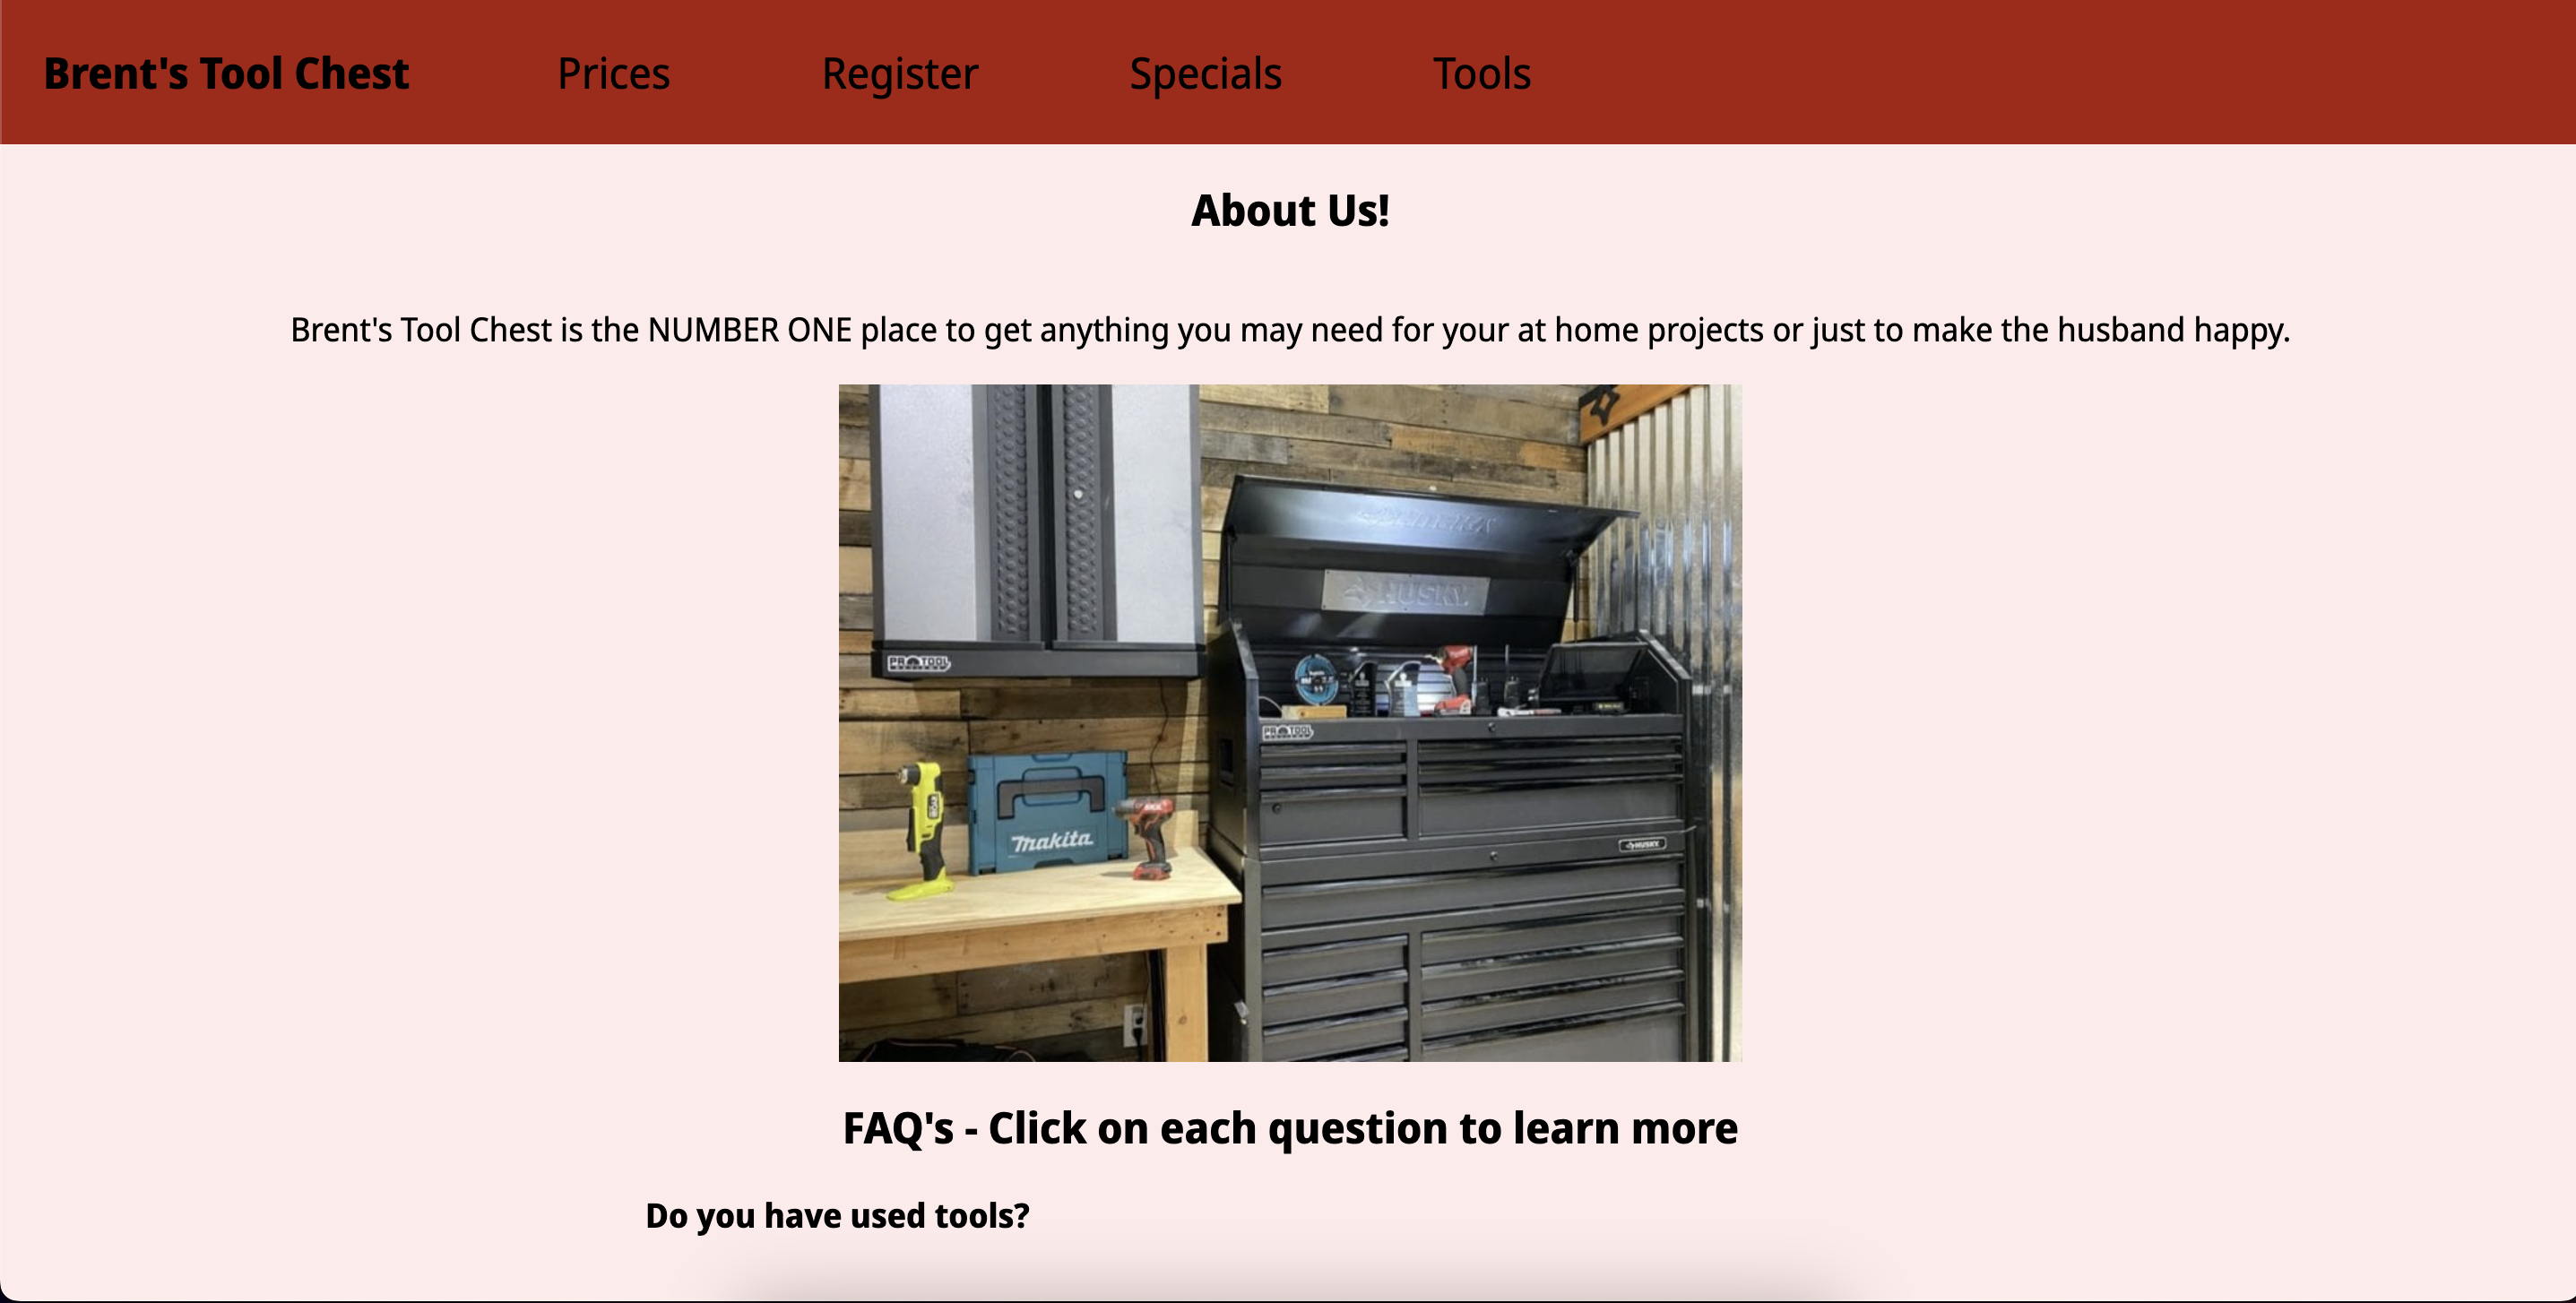 Brent's Tool Chest Prices Register Specials Tools
About Us!
Brent's Tool Chest is the NUMBER ONE place to get anything you may need for your at home projects or just to make the husband happy.
HUSKY
PROTOOL
PROTOOL
makita
HUSKY
FAQ's - Click on each question to learn more
Do you have used tools?